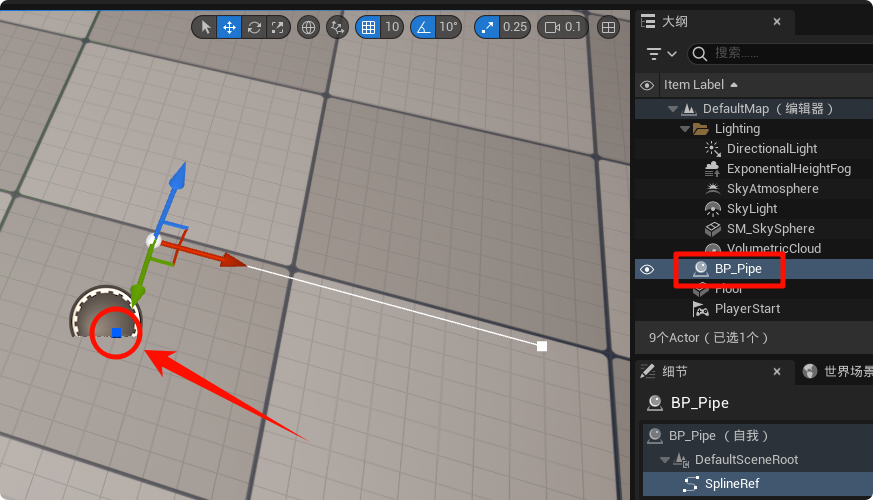 10
10°
0.25
0.1
大纲
搜索......
Item Label
DefaultMap（编辑器）
Lighting
DirectionalLight
ExponentialHeightFog
SkyAtmosphere
SkyLight
SM_SkySphere
VolumetricCloud
BP_Pipe
Floor
PlayerStart
9个Actor（已选1个）
细节
世界场景
BP_Pipe
BP_Pipe （自我）
DefaultSceneRoot
SplineRef